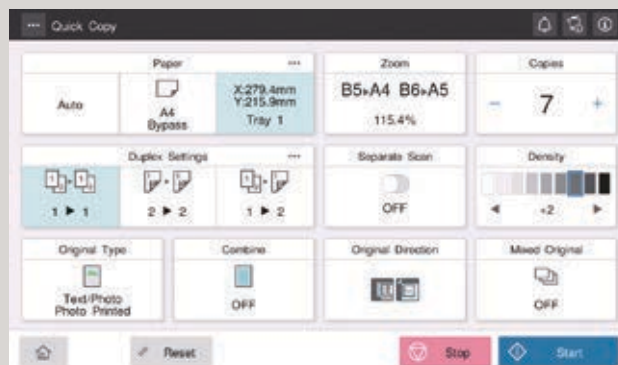 Quick Copy
Paper
Auto
A4
Bypass
X:279.4mm
Y:215.9mm
Tray 1
Zoom
B5▸A4 B6▸A5
115.4%
Copies
- 7 +
Duplex Settings
1 ▶ 1
2 ▶ 2
1 ▶ 2
Separate Scan
OFF
Density
◀ +2 ▶
Original Type
Text/Photo
Photo Printed
Combine
OFF
Original Direction
Mixed Original
OFF
Reset
Stop
Start